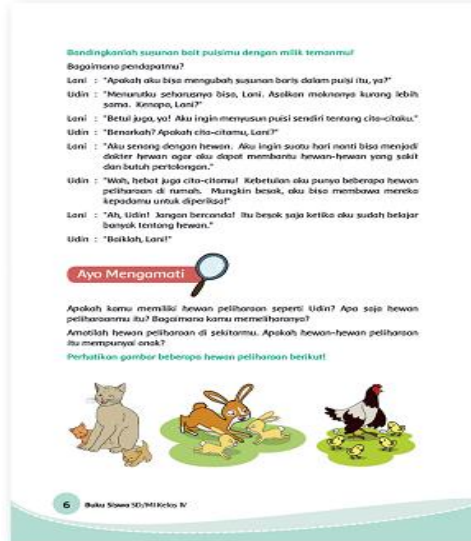 Bandingkanlah susunan bait puisimu dengan milik temanmu!
Bagaimana pendapatmu?
Lani : "Apakah aku bisa mengubah susunan baris dalam puisi itu, ya?"
Udin : "Menurutku seharusnya bisa, Lani. Asalkan maknanya kurang lebih
sama. Kenapa, Lani?"
Lani : "Betul juga, ya! Aku ingin menyusun puisi sendiri tentang cita-citaku."
Udin : "Benarkah? Apakah cita-citamu, Lani?"
Lani : "Aku senang dengan hewan. Aku ingin suatu hari nanti bisa menjadi
dokter hewan agar aku dapat membantu hewan-hewan yang sakit
dan butuh pertolongan."
Udin : "Wah, hebat juga cita-citamu! Kebetulan aku punya beberapa hewan
peliharaan di rumah. Mungkin besok, aku bisa membawa mereka
kepadamu untuk diperiksa!"
Lani : "Ah, Udin! Jangan bercanda! Itu besok saja ketika aku sudah belajar
banyak tentang hewan."
Udin : "Baiklah, Lani!"
Ayo Mengamati
Apakah kamu memiliki hewan peliharaan seperti Udin? Apa saja hewan
peliharaanmu itu? Bagaimana kamu memeliharanya?
Amatilah hewan peliharaan di sekitarmu. Apakah hewan-hewan peliharaan
itu mempunyai anak?
Perhatikan gambar beberapa hewan peliharaan berikut!
6 Buku Siswa SD/MI Kelas IV